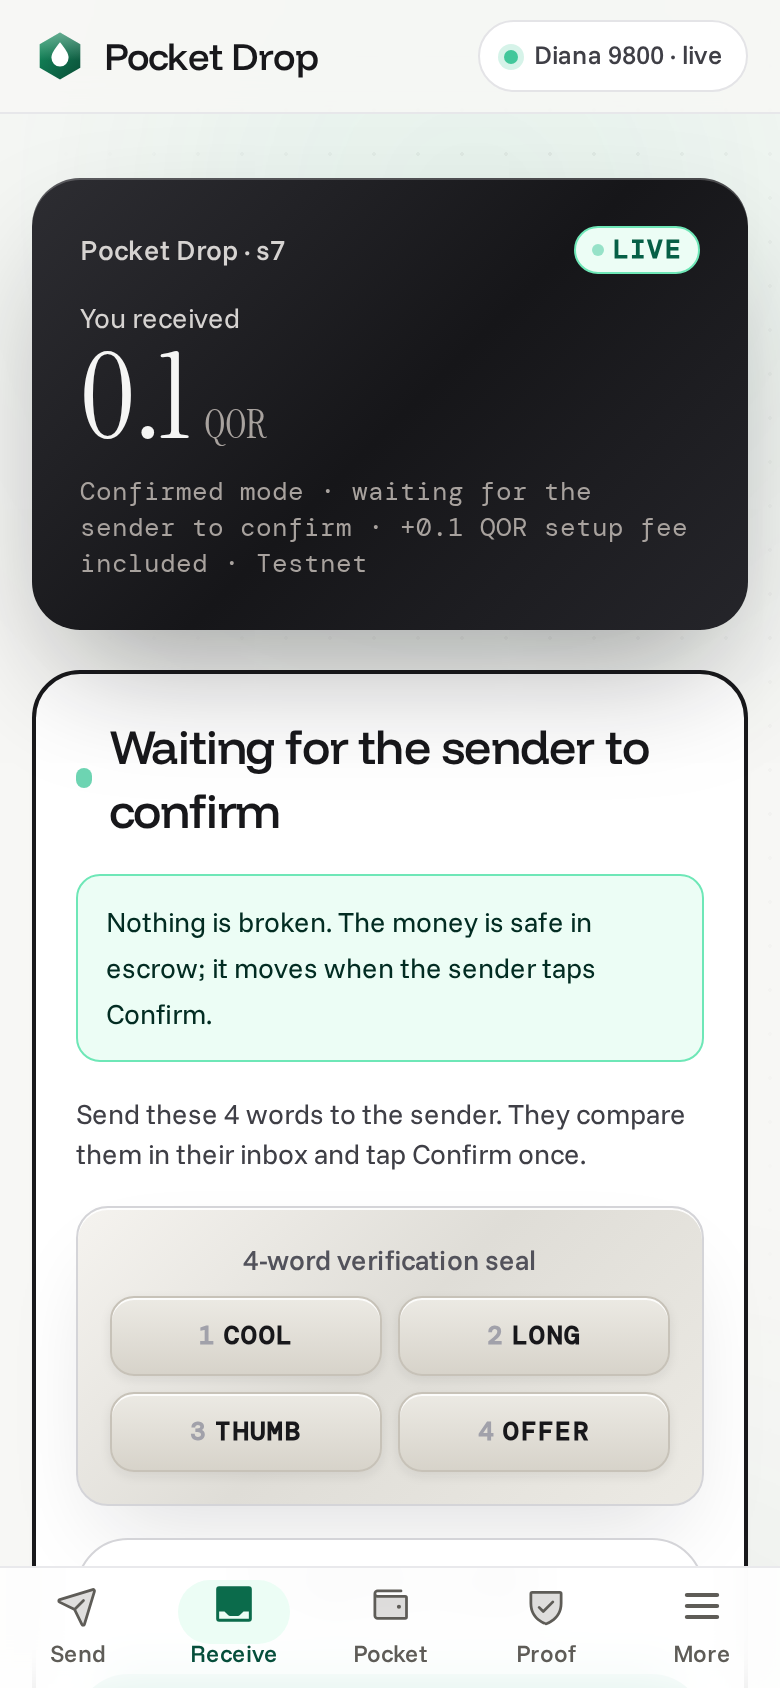 Pocket Drop
Diana 9800 · live
Pocket Drop · s7
LIVE
You received
0.1 QOR
Confirmed mode · waiting for the
sender to confirm · +0.1 QOR setup fee
included · Testnet
Waiting for the sender to
confirm
Nothing is broken. The money is safe in
escrow; it moves when the sender taps
Confirm.
Send these 4 words to the sender. They compare
them in their inbox and tap Confirm once.
4-word verification seal
1 COOL
2 LONG
3 THUMB
4 OFFER
Send
Receive
Pocket
Proof
More